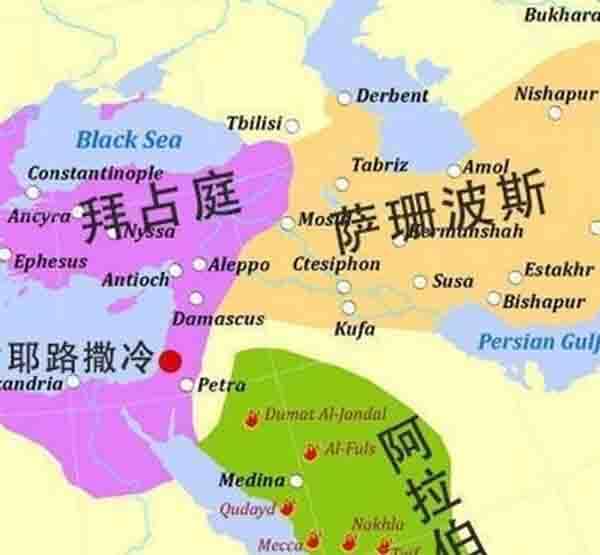 Bukhara
Derbent
Nishapur
Tbilisi
Black Sea
Constantinople
Tabriz
Amol
拜占庭
萨珊波斯
Ancyra
Nyssa
Mosul
Kermanshah
Ephesus
Antioch
Aleppo
Ctesiphon
Susa
Estakhr
Bishapur
Damascus
Kufa
Persian Gulf
耶路撒冷
xandria
Petra
Dumat Al-Jandal
Al-Fuls
阿拉伯
Medina
Qudayd
Nakhla
Mecca
Taif